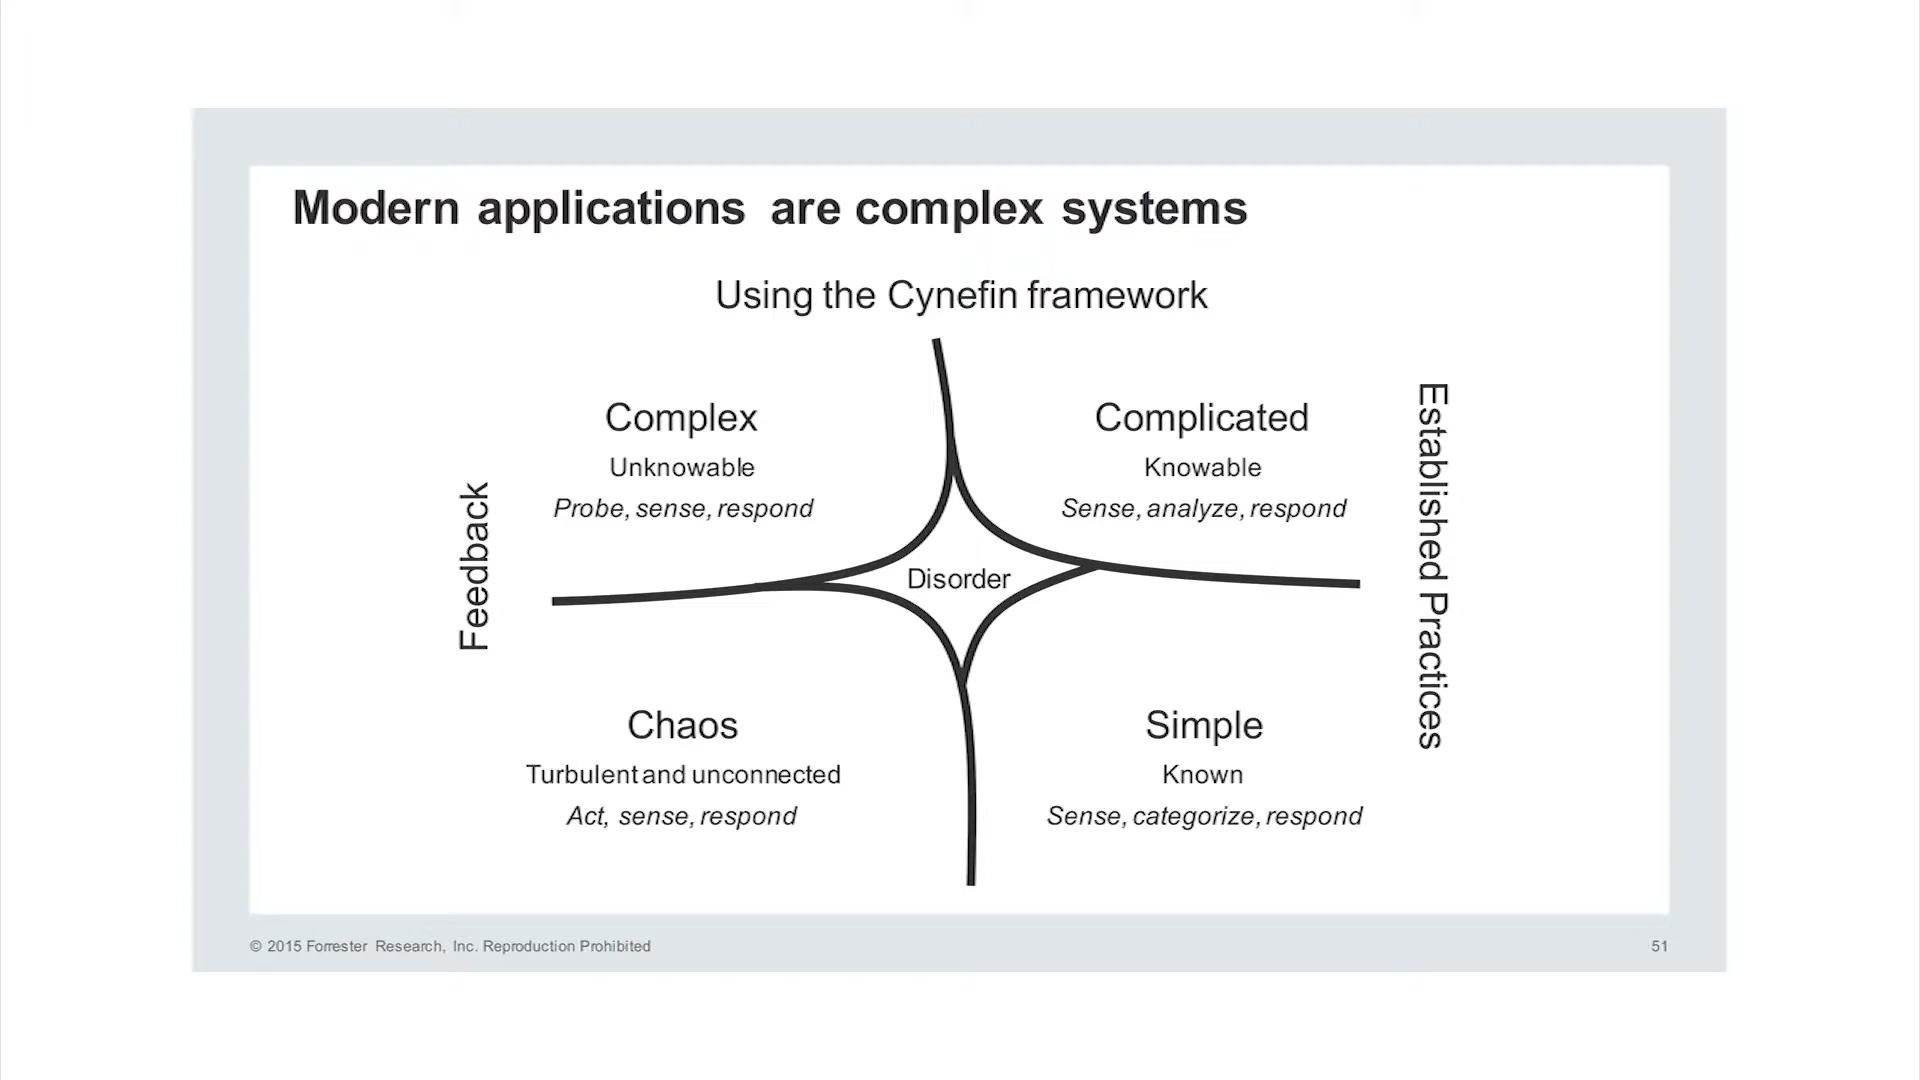 Modern applications are complex systems
Using the Cynefin framework
Complex
Unknowable
Probe, sense, respond
Complicated
Knowable
Sense, analyze, respond
Feedback
Established Practices
Disorder
Chaos
Turbulent and unconnected
Act, sense, respond
Simple
Known
Sense, categorize, respond
© 2015 Forrester Research, Inc. Reproduction Prohibited
51